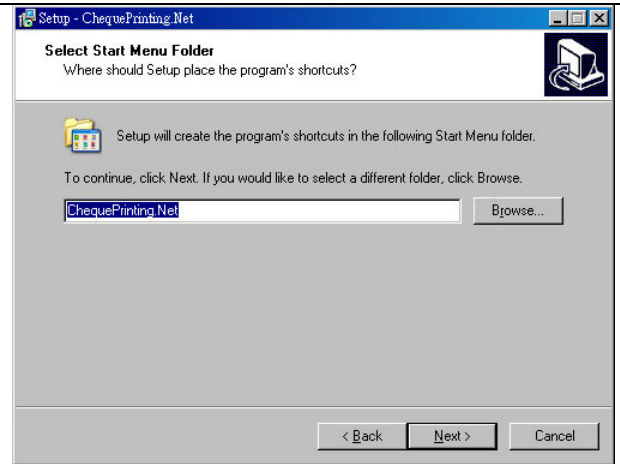 Setup - ChequePrinting.Net
Select Start Menu Folder
Where should Setup place the program's shortcuts?
Setup will create the program's shortcuts in the following Start Menu folder.
To continue, click Next. If you would like to select a different folder, click Browse.
ChequePrinting.Net
Browse...
< Back
Next >
Cancel